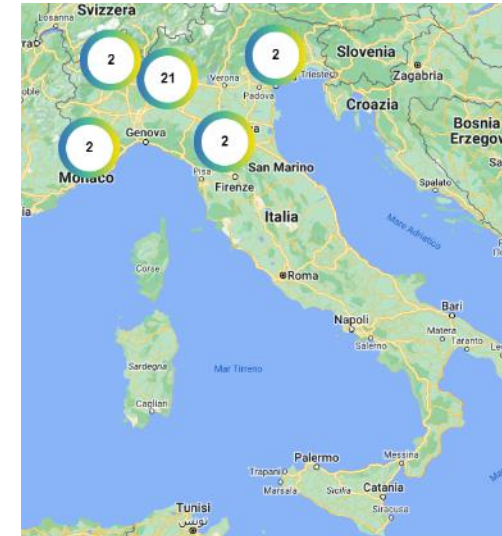 Svizzera
Losanna
2
21
2
Slovenia
Verona
Trieste
Zagabria
Padova
Croazia
Genova
2
2
Bosnia
Monaco
Pisa
San Marino
Firenze
Spalato
Italia
Mare Adriatico
Corse
Roma
Bari
Napoli
Matera
Salerno
Taranto
Sardegna
Mar Tirreno
Cagliari
Palermo
Messina
Trapani
Marsala
Sicilia
Catania
Siracusa
Tunisi
تونس